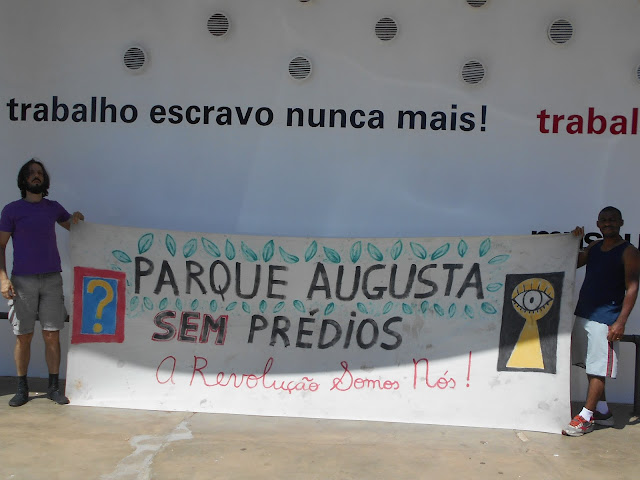 trabalho escravo nunca mais!
trabal
?
PARQUE AUGUSTA
SEM PRÉDIOS
A Revolução Somos Nós!